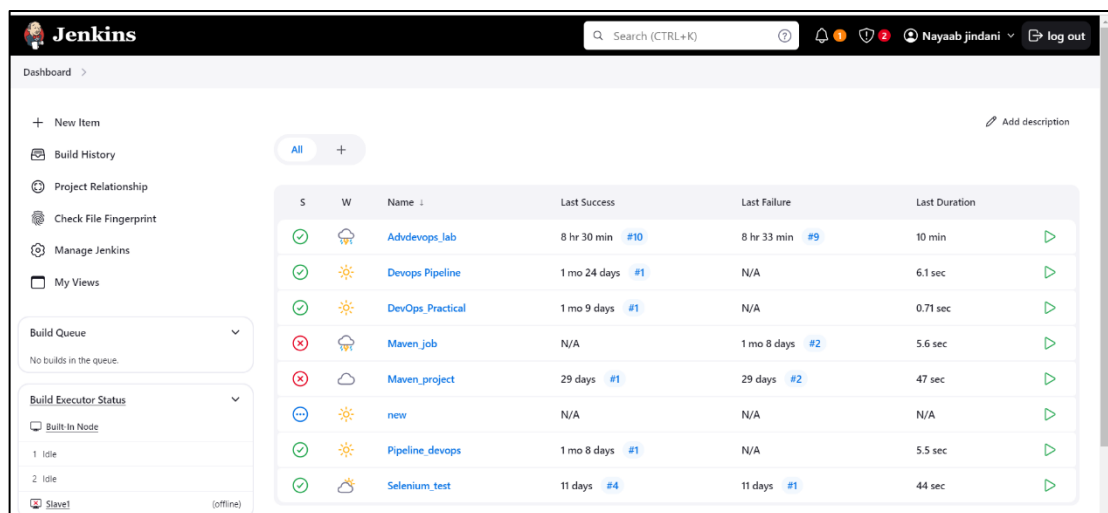 Jenkins
Search (CTRL+K)
1
2
Nayaab jindani
log out
Dashboard
New Item
Build History
Project Relationship
Check File Fingerprint
Manage Jenkins
My Views
Build Queue
No builds in the queue.
Build Executor Status
Built-In Node
1 Idle
2 Idle
Slave1 (offline)
Add description
All +
S W Name ↓ Last Success Last Failure Last Duration
Advdevops_lab 8 hr 30 min #10 8 hr 33 min #9 10 min
Devops Pipeline 1 mo 24 days #1 N/A 6.1 sec
DevOps_Practical 1 mo 9 days #1 N/A 0.71 sec
Maven job N/A 1 mo 8 days #2 5.6 sec
Maven_project 29 days #1 29 days #2 47 sec
new N/A N/A N/A
Pipeline_devops 1 mo 8 days #1 N/A 5.5 sec
Selenium_test 11 days #4 11 days #1 44 sec